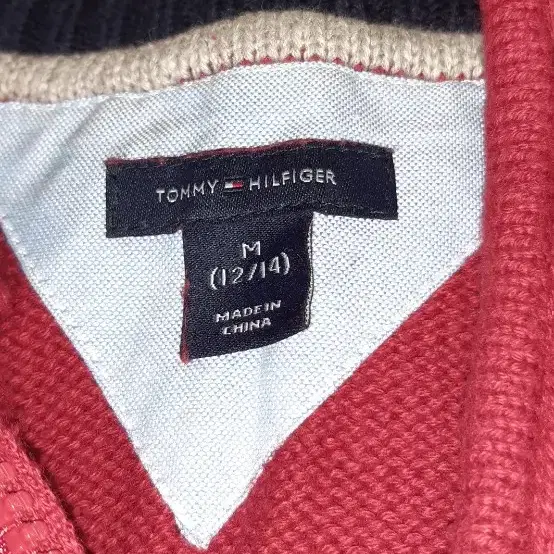 TOMMY HILFIGER
M
(12/14)
MADE IN
CHINA